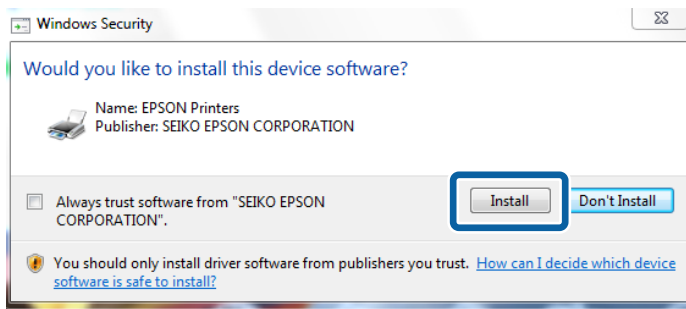 Windows Security
Would you like to install this device software?
Name: EPSON Printers
Publisher: SEIKO EPSON CORPORATION
Always trust software from "SEIKO EPSON
CORPORATION".
Install
Don't Install
You should only install driver software from publishers you trust. How can I decide which device
software is safe to install?